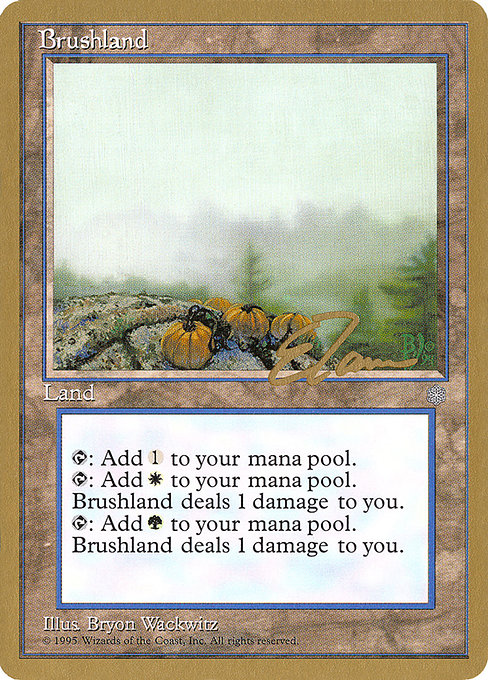 Brushland
Land
: Add 1 to your mana pool.
: Add to your mana pool.
Brushland deals 1 damage to you.
: Add to your mana pool.
Brushland deals 1 damage to you.
Illus. Bryon Wackwitz
© 1995 Wizards of the Coast, Inc. All rights reserved.